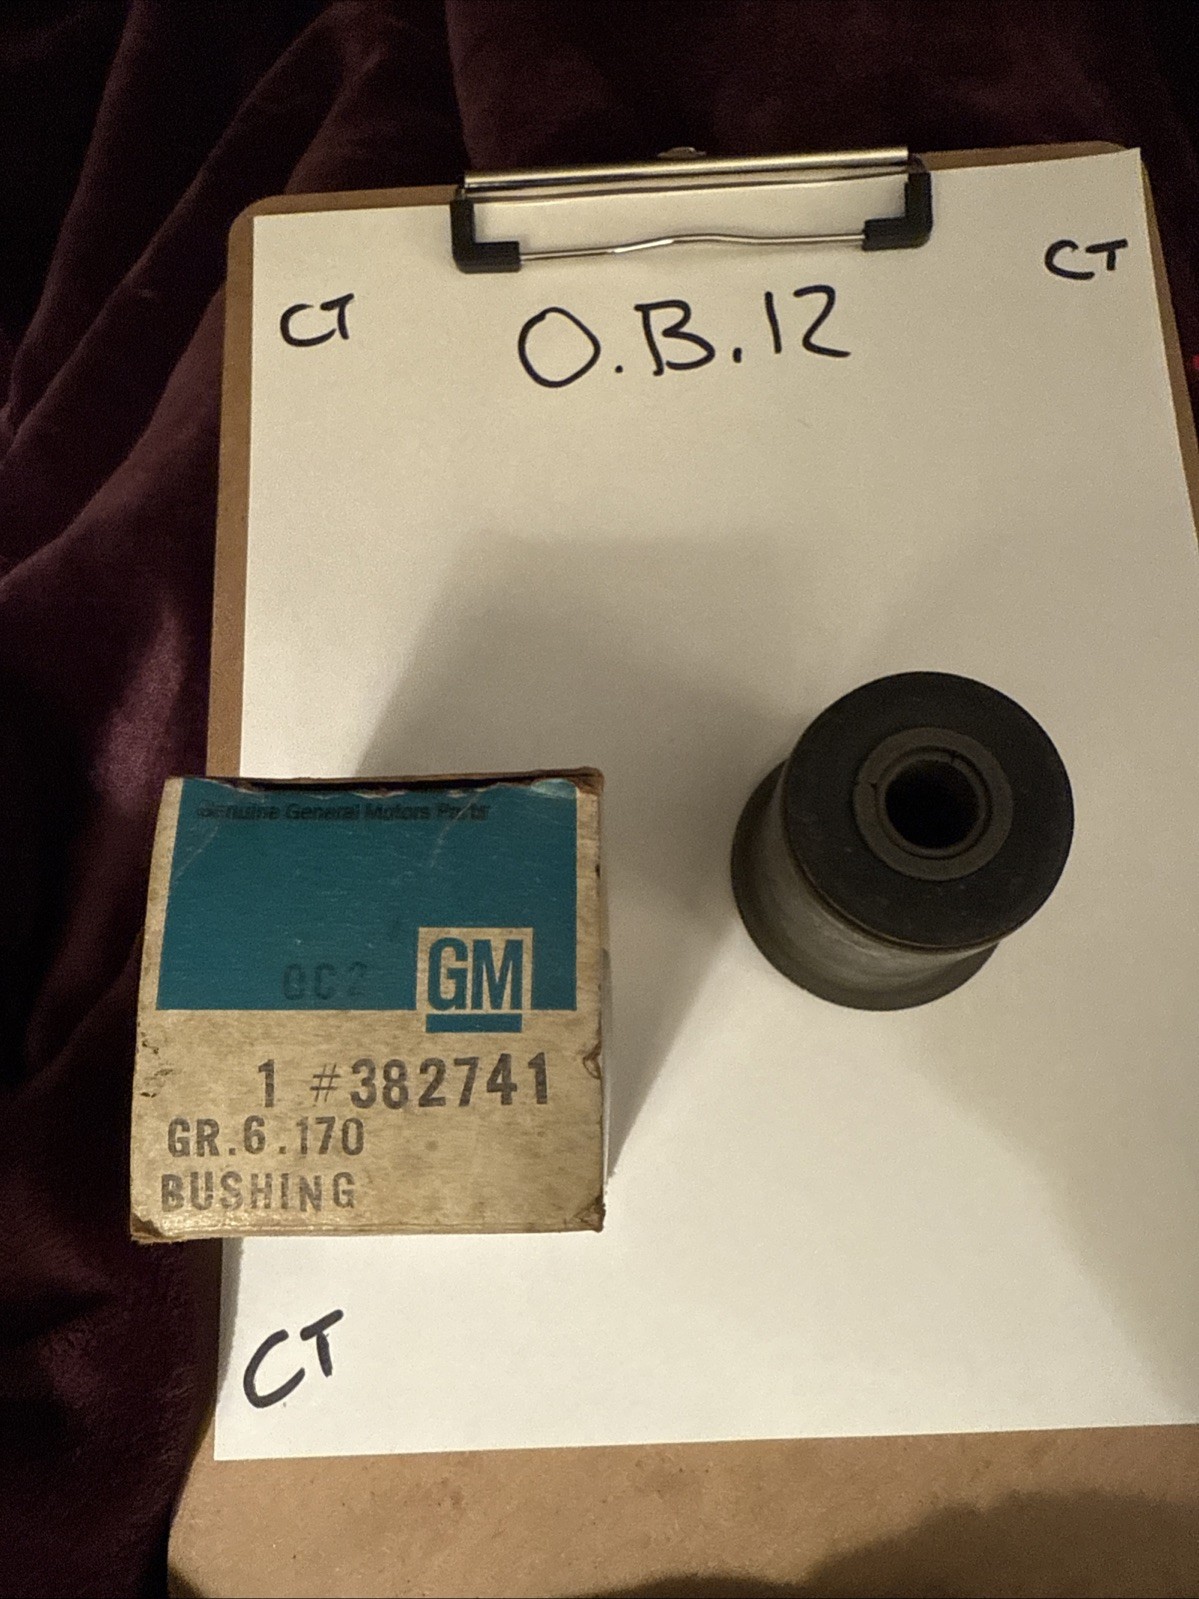 CT
CT
O.B.12
Genuine General Motors Parts
GM
1 #382741
GR.6.170
BUSHING
CT